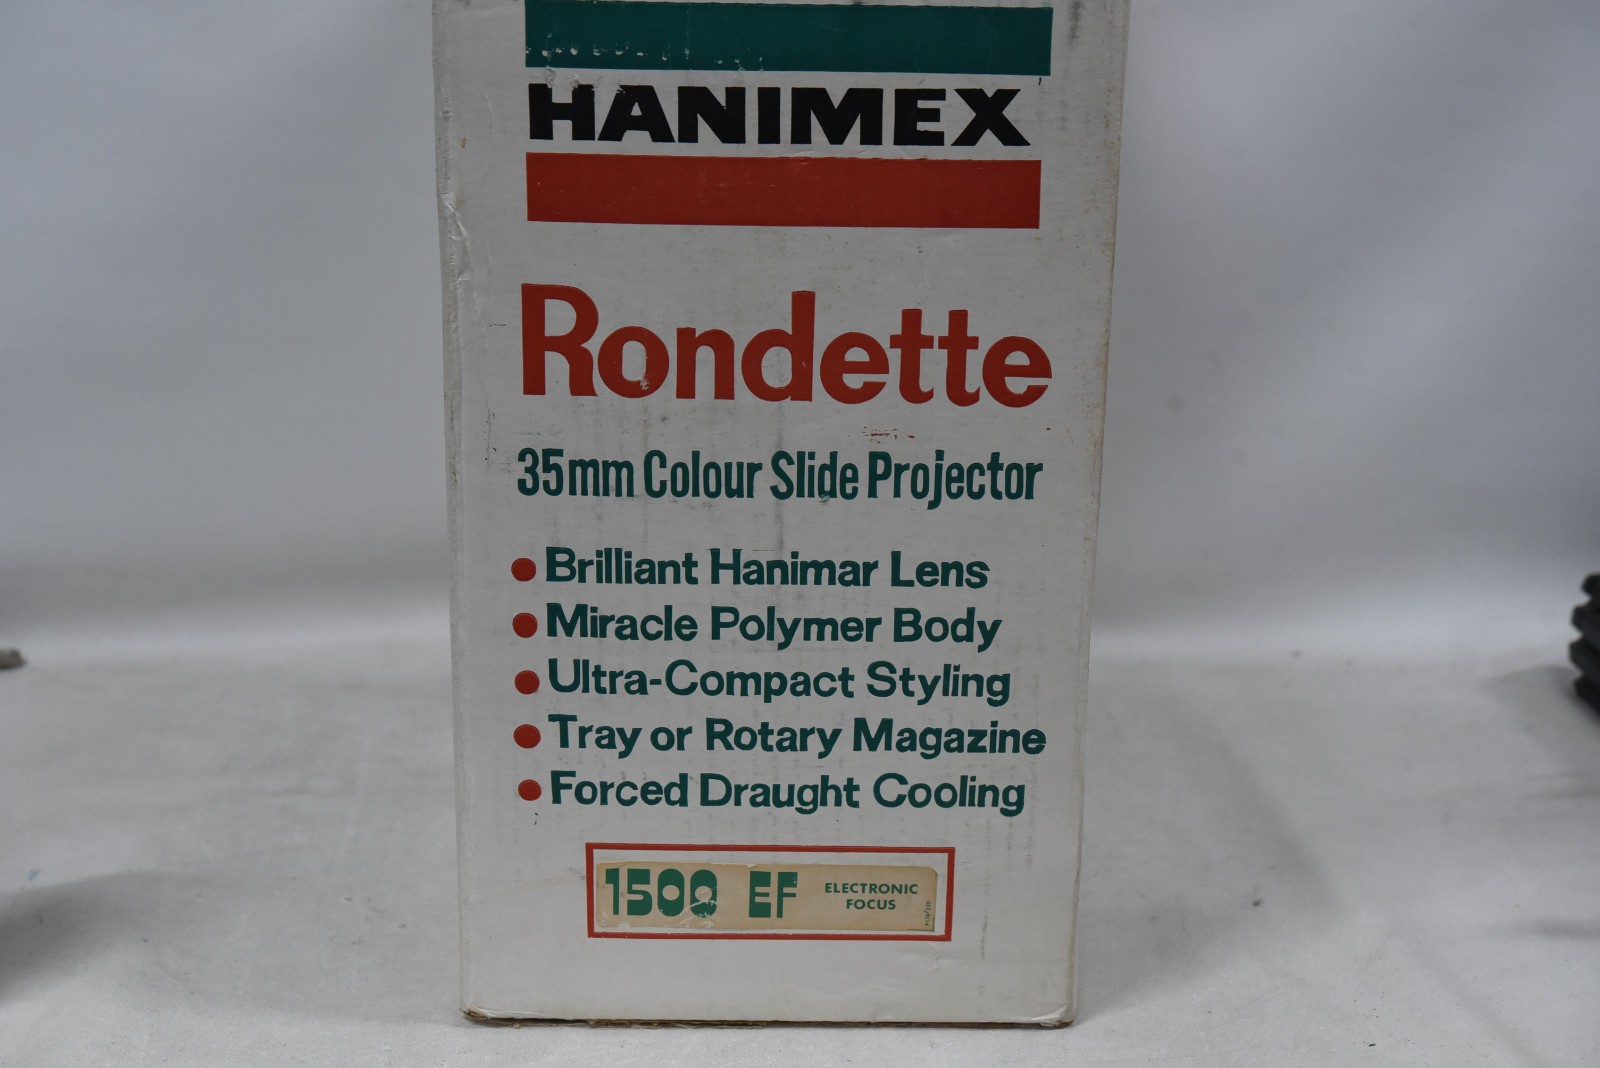 HANIMEX
Rondette
35mm Colour Slide Projector
Brilliant Hanimar Lens
Miracle Polymer Body
Ultra-Compact Styling
Tray or Rotary Magazine
Forced Draught Cooling
1500 EF ELECTRONIC
FOCUS